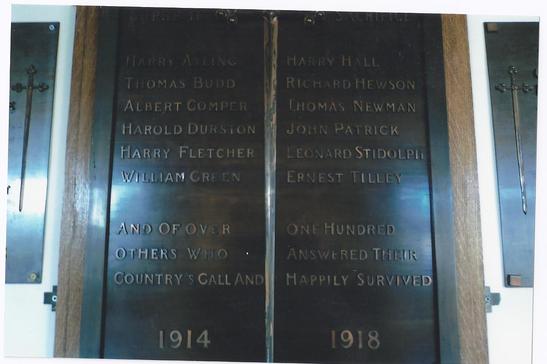 SACRIFICE
HARRY AYLING HARRY HALL
THOMAS BUDD RICHARD HEWSON
ALBERT COMPER THOMAS NEWMAN
HAROLD DURSTON JOHN PATRICK
HARRY FLETCHER LEONARD STIDOLPH
WILLIAM GREEN ERNEST TILLEY
AND OF OVER ONE HUNDRED
OTHERS WHO ANSWERED THEIR
COUNTRY'S CALL AND HAPPILY SURVIVED
1914 1918